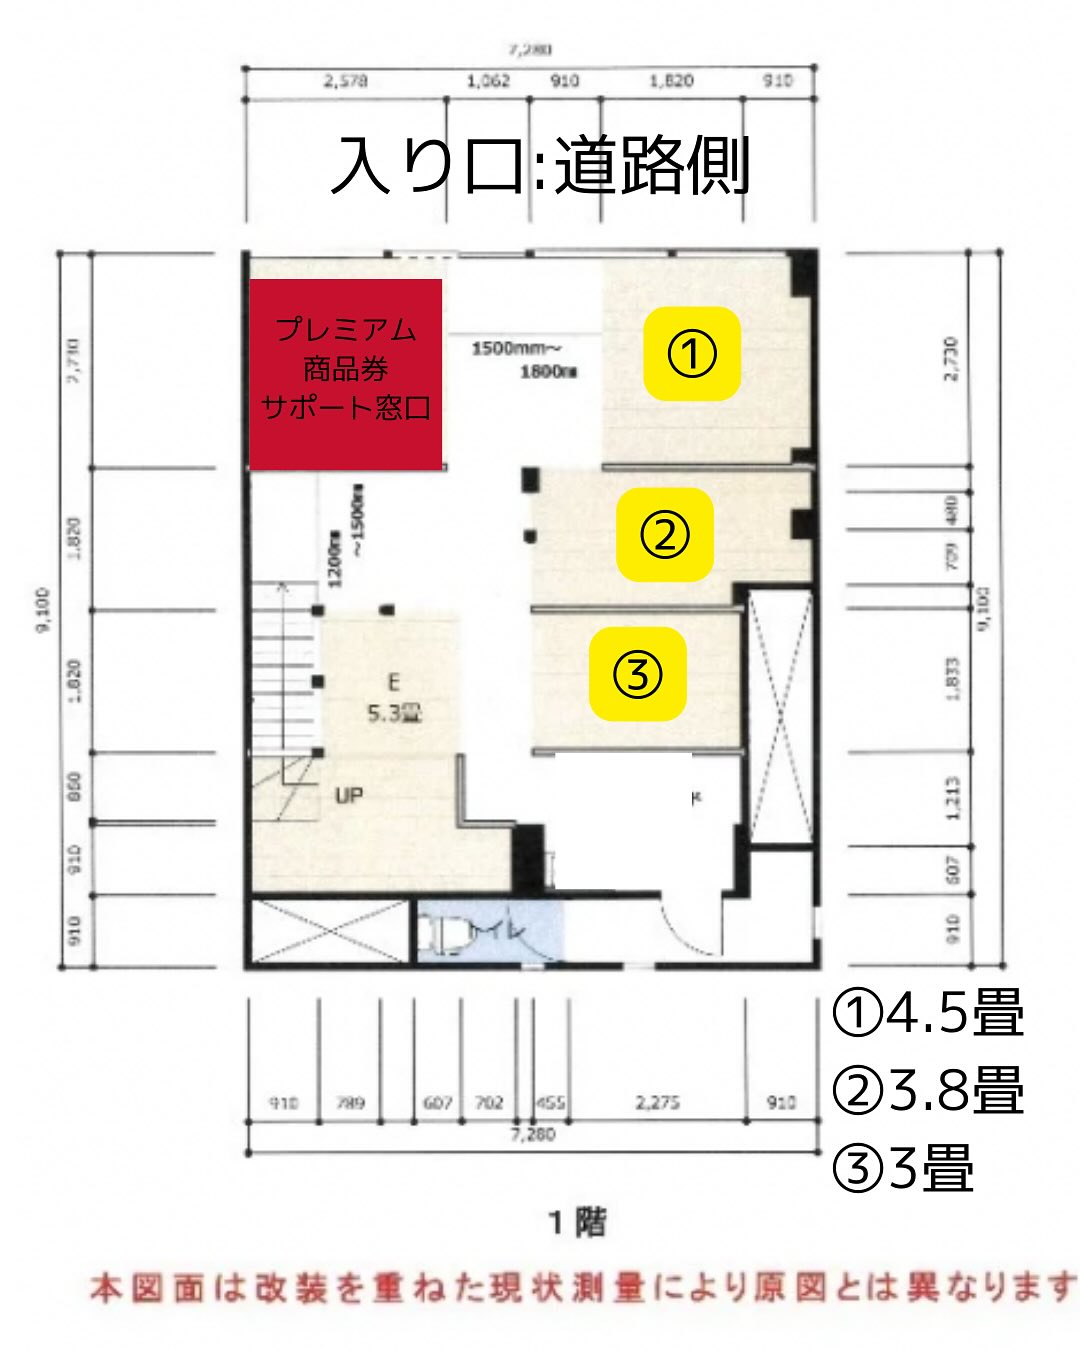 7,280
2,578 1,062 910 1,820 910
入り口:道路側
プレミアム
商品券
サポート窓口
1500mm〜
1800㎜
①
2,730
7,730
②
1200㎜
〜1500㎜
1,820
480
709
9,100
9,100
③
E
5.3畳
1,820
1,833
UP
860
1,213
910
607
トイレ
910
910
①4.5畳
②3.8畳
③3畳
910 789 607 702 455 2,275 910
7,280
1階
本図面は改装を重ねた現状測量により原図とは異なります